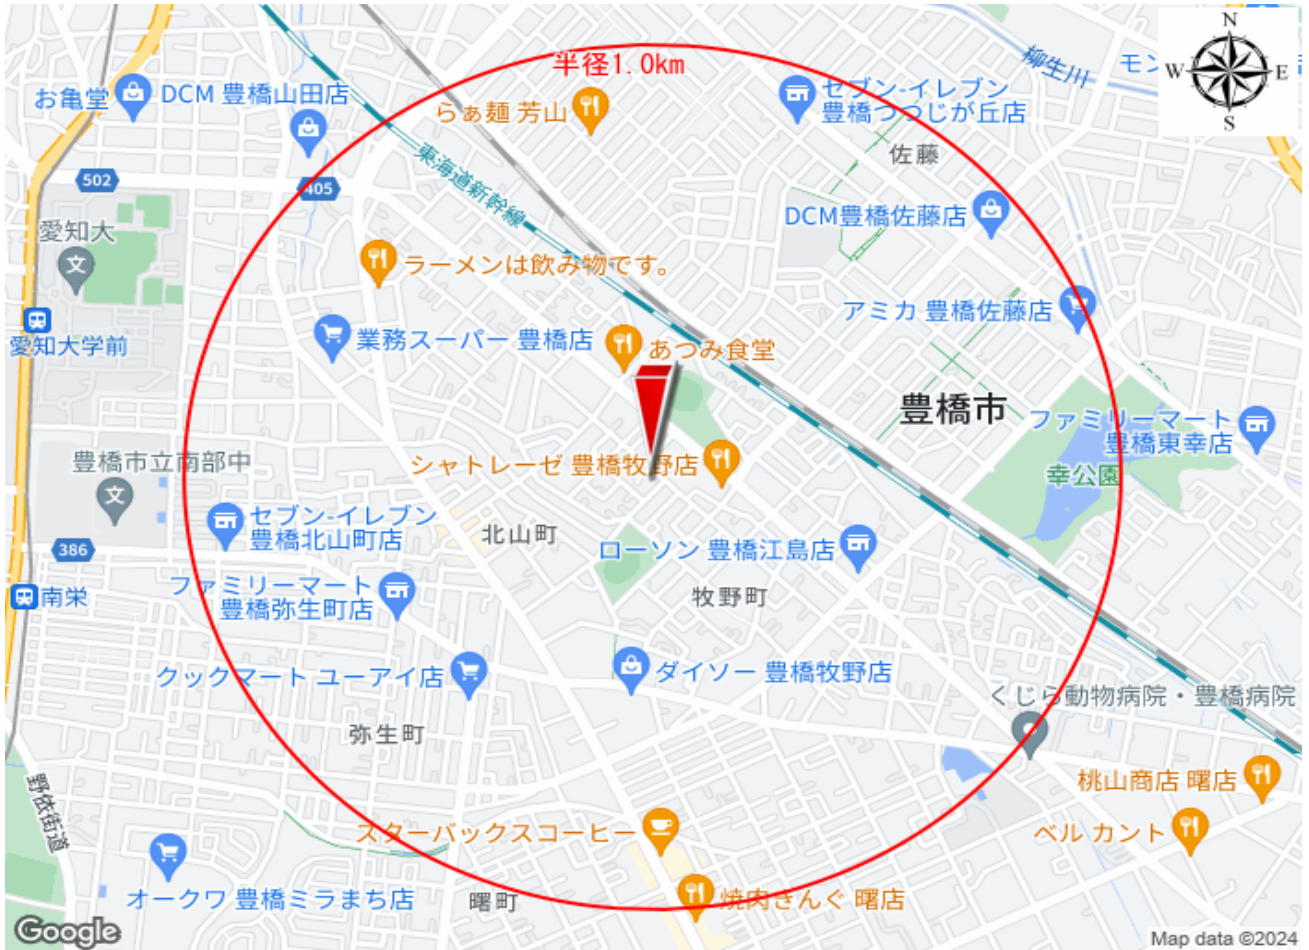 N
W
E
S
半径1.0km
柳生川
モン
お亀堂
DCM 豊橋山田店
らぁ麺 芳山
セブン-イレブン
豊橋つつじが丘店
佐藤
東海道新幹線
502
405
愛知大
DCM豊橋佐藤店
ラーメンは飲み物です。
アミカ 豊橋佐藤店
愛知大学前
業務スーパー 豊橋店
あつみ食堂
豊橋市
ファミリーマート
豊橋東幸店
豊橋市立南部中
シャトレーゼ 豊橋牧野店
幸公園
セブン-イレブン
豊橋北山町店
北山町
ローソン 豊橋江島店
386
南栄
ファミリーマート
豊橋弥生町店
牧野町
クックマート ユーアイ店
ダイソー 豊橋牧野店
くじら動物病院・豊橋病院
弥生町
野依街道
桃山商店 曙店
スターバックスコーヒー
ベル カント
オークワ 豊橋ミラまち店
曙町
焼肉きんぐ 曙店
Google
Map data ©2024